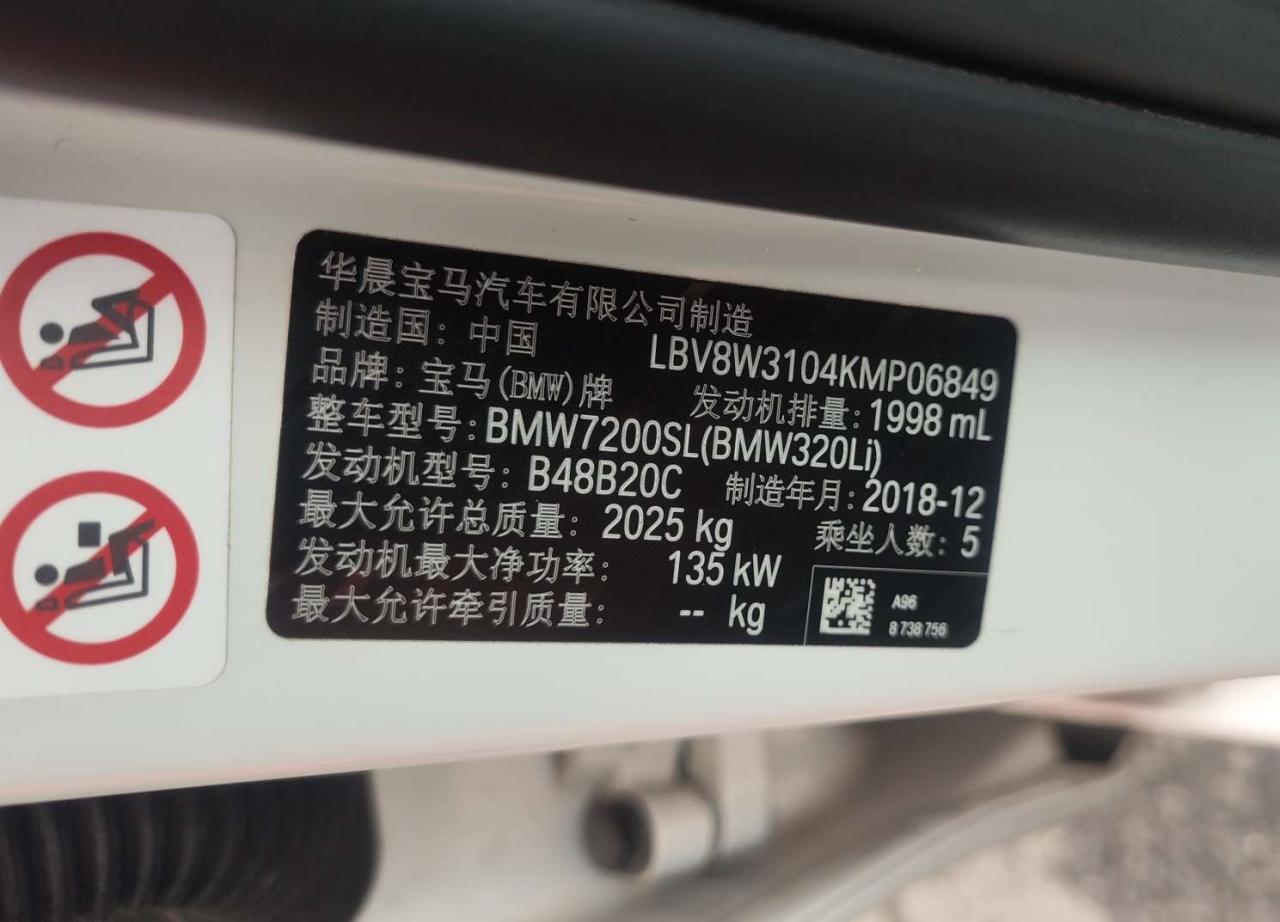 华晨宝马汽车有限公司制造
制造国：中国 LBV8W3104KMP06849
品牌：宝马(BMW)牌 发动机排量：1998 mL
整车型号：BMW7200SL(BMW320Li)
发动机型号：B48B20C 制造年月：2018-12
最大允许总质量：2025 kg 乘坐人数：5
发动机最大净功率：135 kW
最大允许牵引质量：-- kg
A96
8 738 756